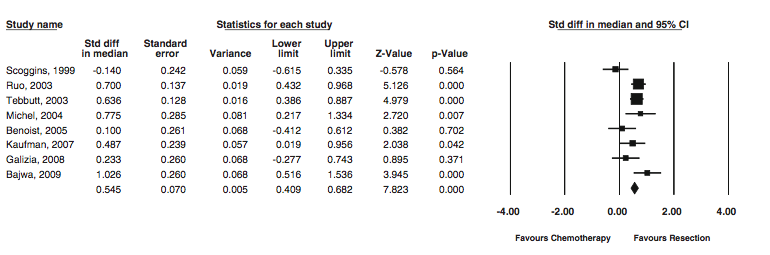 Study name Statistics for each study Std diff in median and 95% CI
Std diff in median Standard error Variance Lower limit Upper limit Z-Value p-Value
Scoggins, 1999 -0.140 0.242 0.059 -0.615 0.335 -0.578 0.564
Ruo, 2003 0.700 0.137 0.019 0.432 0.968 5.126 0.000
Tebbutt, 2003 0.636 0.128 0.016 0.386 0.887 4.979 0.000
Michel, 2004 0.775 0.285 0.081 0.217 1.334 2.720 0.007
Benoist, 2005 0.100 0.261 0.068 -0.412 0.612 0.382 0.702
Kaufman, 2007 0.487 0.239 0.057 0.019 0.956 2.038 0.042
Galizia, 2008 0.233 0.260 0.068 -0.277 0.743 0.895 0.371
Bajwa, 2009 1.026 0.260 0.068 0.516 1.536 3.945 0.000
0.545 0.070 0.005 0.409 0.682 7.823 0.000
-4.00 -2.00 0.00 2.00 4.00
Favours Chemotherapy Favours Resection